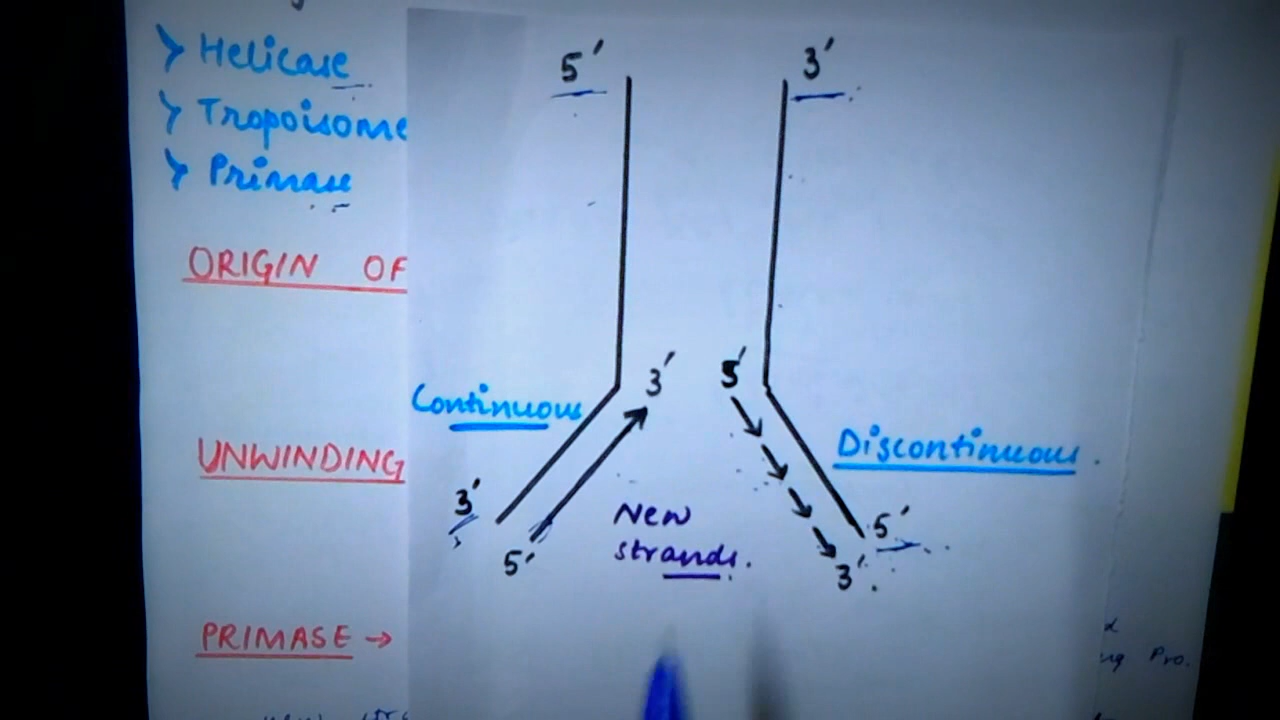 Helicase
Tropoisome
Primase
ORIGIN OF
UNWINDING
PRIMASE →
5'
3'
3'
5'
Continuous
Discontinuous.
3'
5'
5'
3'.
New
strands.
Pro.